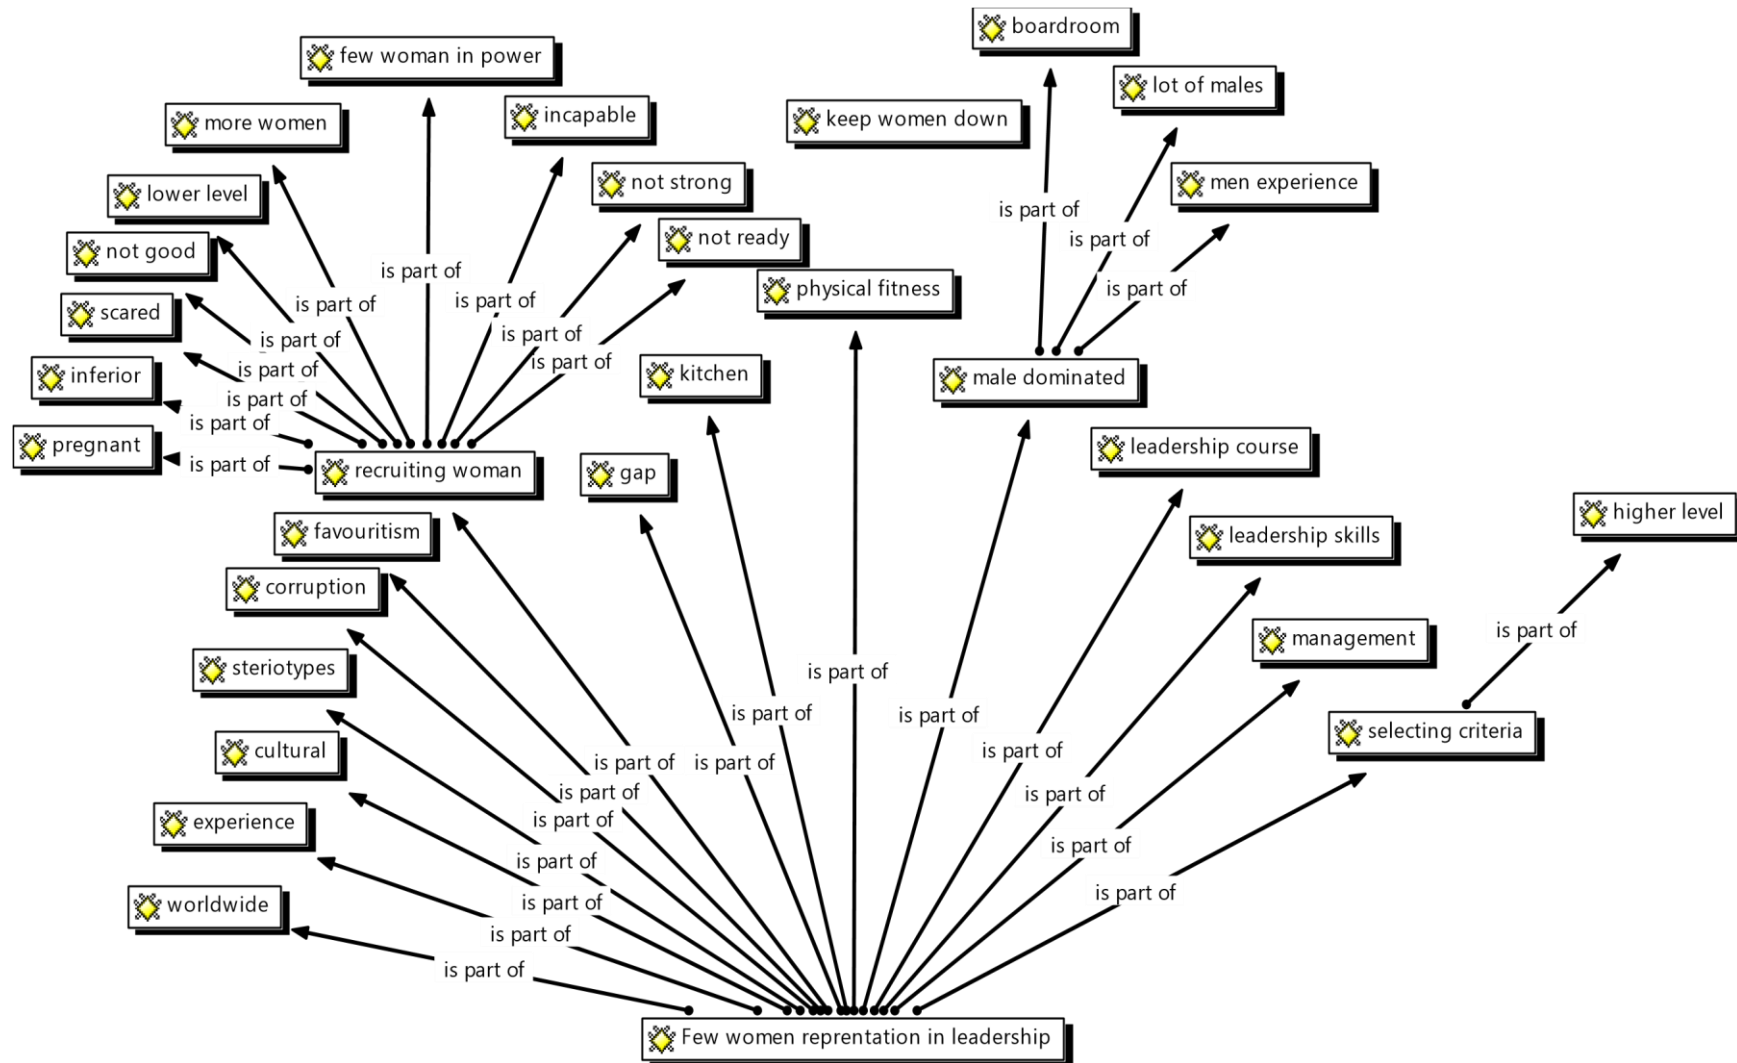 boardroom
few woman in power
lot of males
more women
incapable
keep women down
lower level
not strong
men experience
is part of
not good
not ready
is part of
is part of
physical fitness
is part of
scared
is part of
is part of
is part of
is part of
is part of
inferior
is part of
kitchen
male dominated
is part of
is part of
pregnant
is part of
recruiting woman
gap
leadership course
higher level
favouritism
leadership skills
corruption
is part of
management
steriotypes
is part of
is part of
is part of
selecting criteria
cultural
is part of
is part of
is part of
is part of
is part of
experience
is part of
is part of
is part of
is part of
worldwide
is part of
is part of
is part of
Few women reprentation in leadership